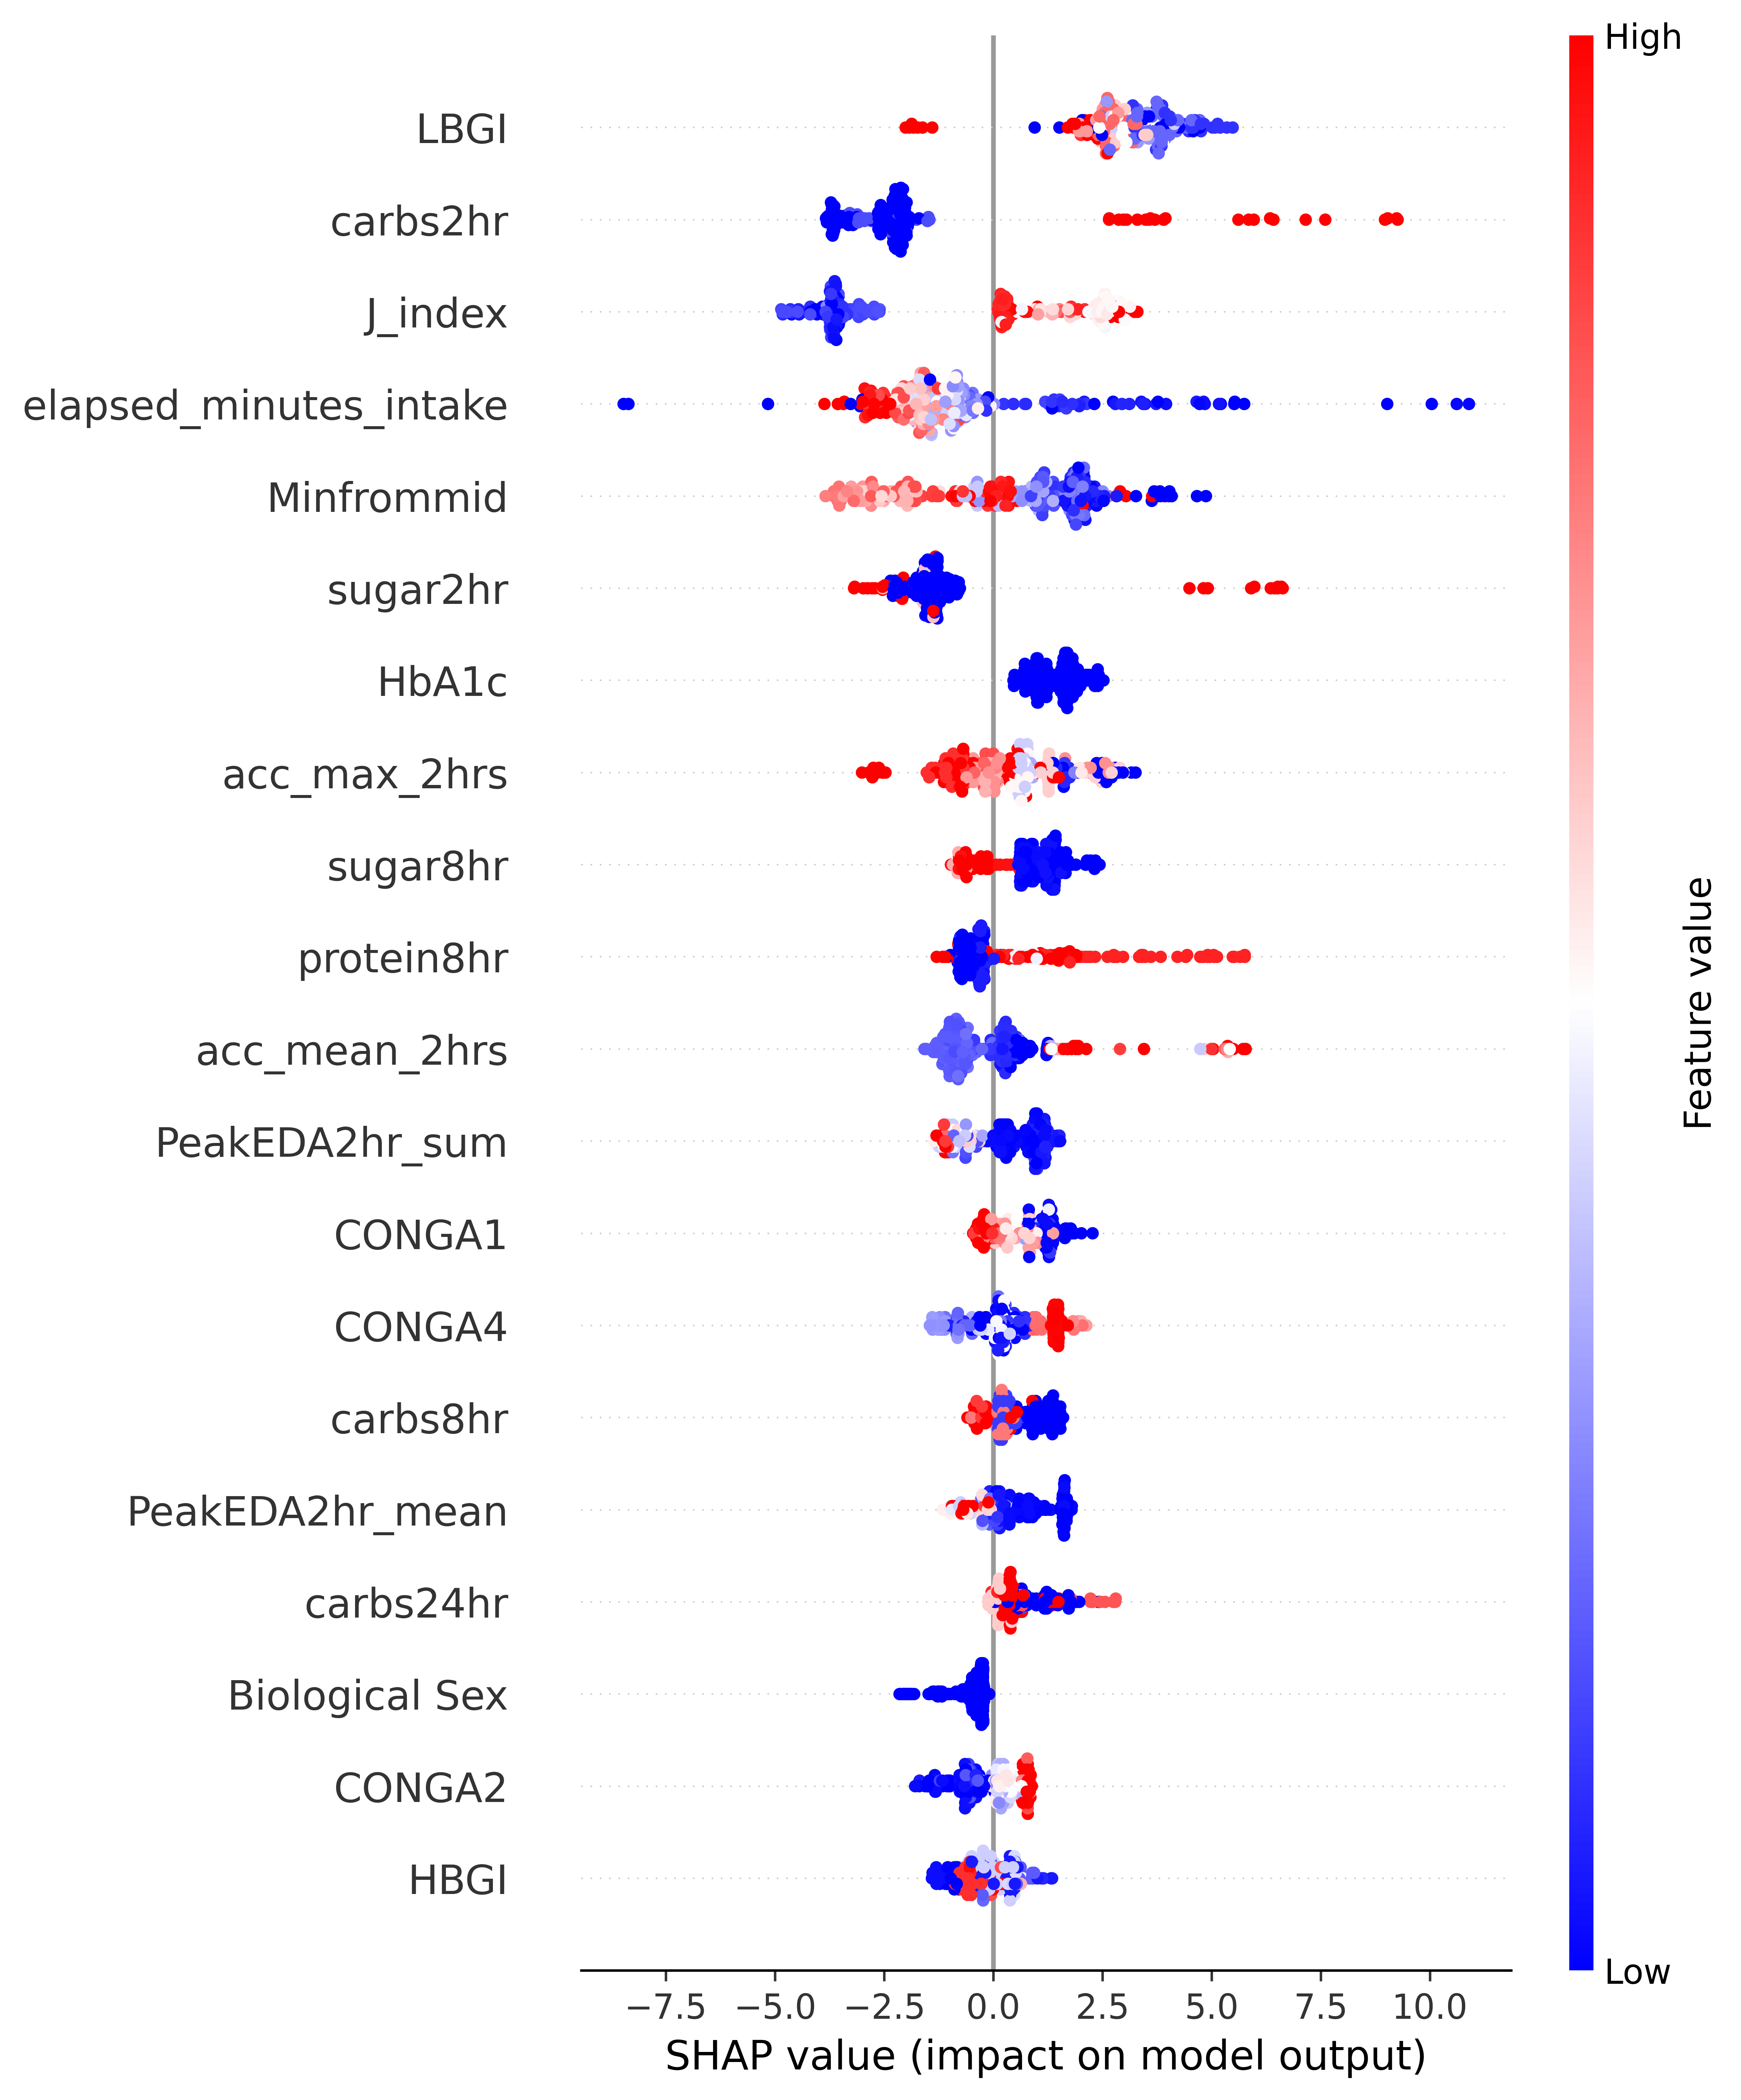 High
LBGI
carbs2hr
J_index
elapsed_minutes_intake
Minfrommid
sugar2hr
HbA1c
acc_max_2hrs
sugar8hr
protein8hr
acc_mean_2hrs
PeakEDA2hr_sum
CONGA1
CONGA4
carbs8hr
PeakEDA2hr_mean
carbs24hr
Biological Sex
CONGA2
HBGI
Feature value
Low
−7.5 −5.0 −2.5 0.0 2.5 5.0 7.5 10.0
SHAP value (impact on model output)